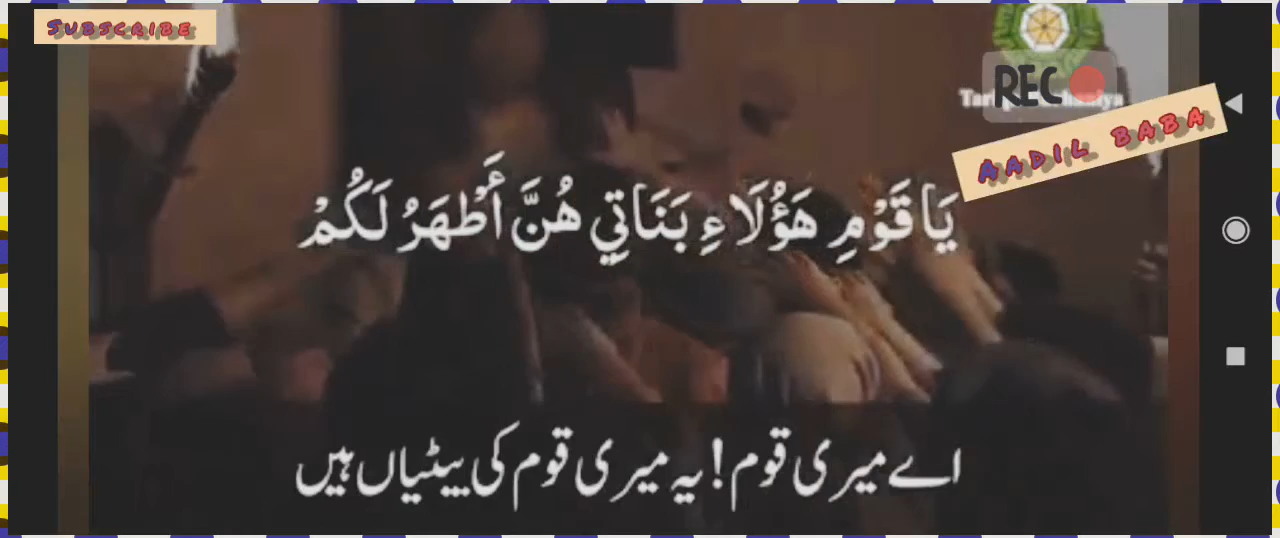 SUBSCRIBE
REC
AADIL BABA
يَا قَوْمِ هَؤُلَاءِ بَنَاتِي هُنَّ أَطْهَرُ لَكُمْ
اے میری قوم! یہ میری قوم کی بیٹیاں ہیں